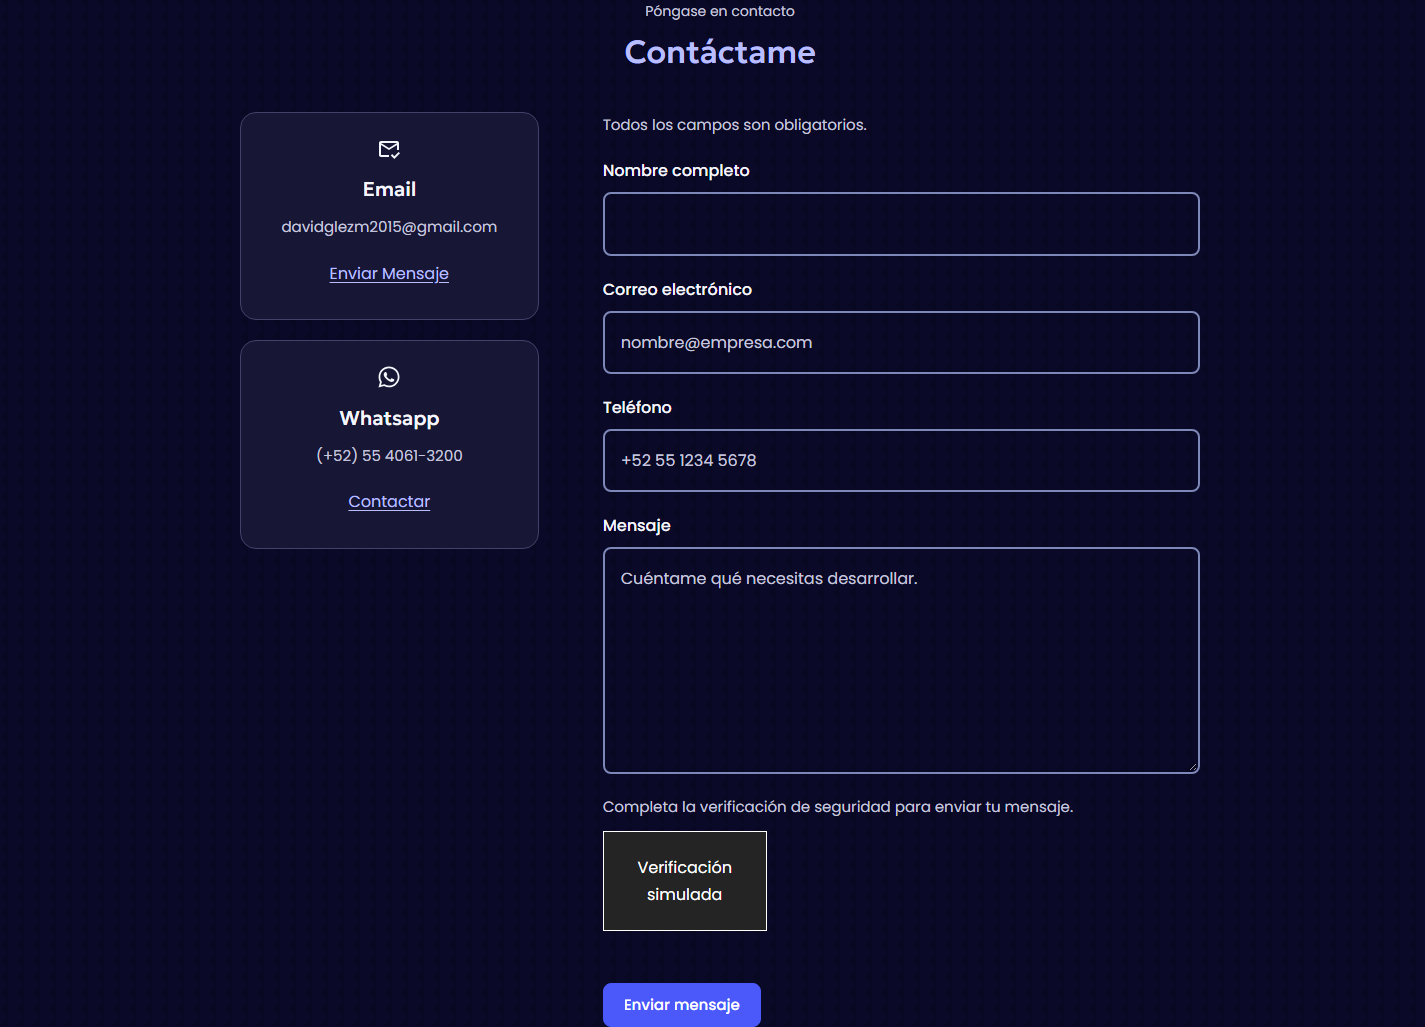 Póngase en contacto
Contáctame
Email
davidglezm2015@gmail.com
Enviar Mensaje
Whatsapp
(+52) 55 4061-3200
Contactar
Todos los campos son obligatorios.
Nombre completo
Correo electrónico
nombre@empresa.com
Teléfono
+52 55 1234 5678
Mensaje
Cuéntame qué necesitas desarrollar.
Completa la verificación de seguridad para enviar tu mensaje.
Verificación
simulada
Enviar mensaje